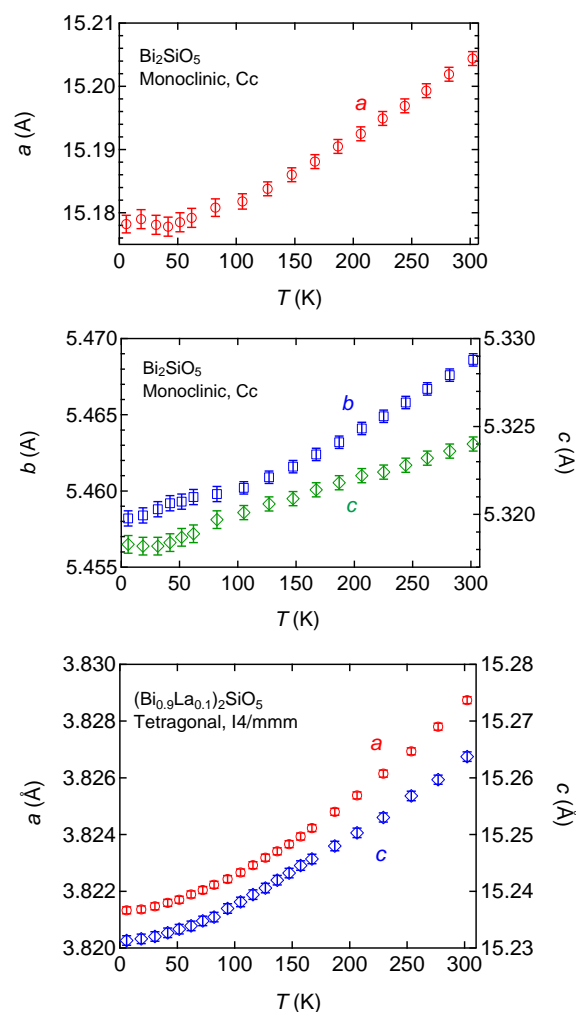 15.21
15.20
15.19
15.18
a (Å)
Bi₂SiO₅
Monoclinic, Cc
a
0 50 100 150 200 250 300
T (K)
5.470
5.465
5.460
5.455
b (Å)
Bi₂SiO₅
Monoclinic, Cc
b
c
5.330
5.325
5.320
c (Å)
0 50 100 150 200 250 300
T (K)
3.830
3.828
3.826
3.824
3.822
3.820
a (Å)
(Bi₀.₉La₀.₁)₂SiO₅
Tetragonal, I4/mmm
a
c
15.28
15.27
15.26
15.25
15.24
15.23
c (Å)
0 50 100 150 200 250 300
T (K)